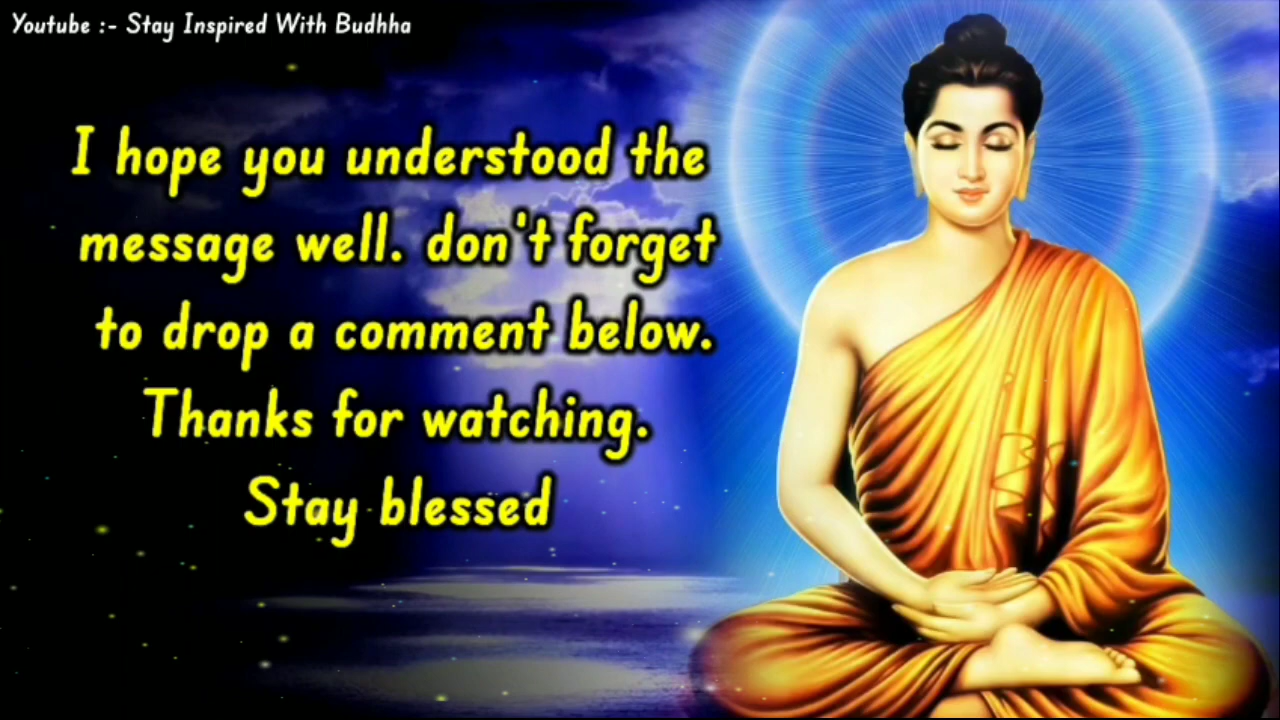 Youtube :- Stay Inspired With Budhha
I hope you understood the
message well. don't forget
to drop a comment below.
Thanks for watching.
Stay blessed